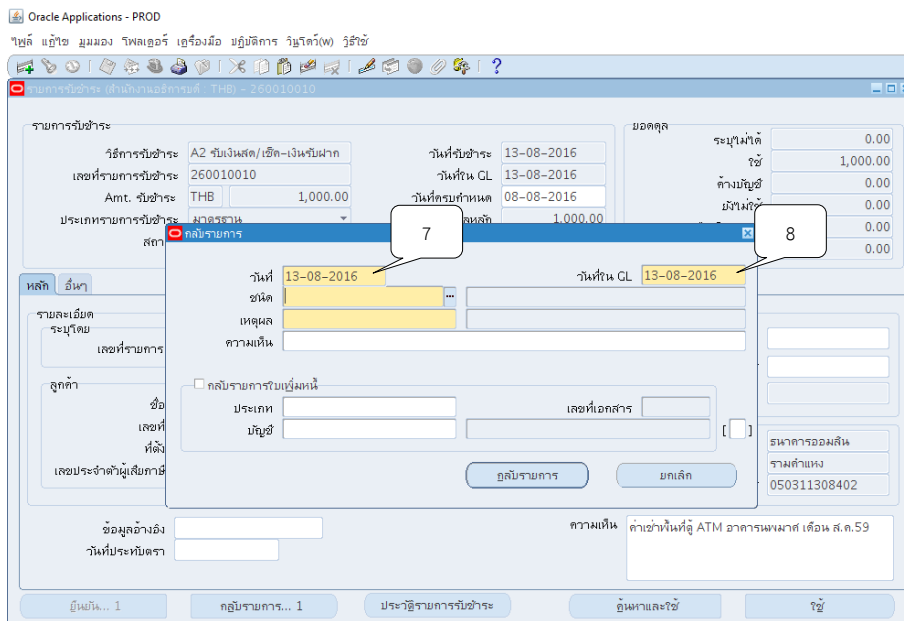 Oracle Applications - PROD
ไฟล์ แก้ไข มุมมอง โฟลเดอร์ เครื่องมือ ปฏิบัติการ วินโดว์(W) วิธีใช้
รายการรับชำระ (สำนักงานอธิการบดี : THB) - 260010010
รายการรับชำระ
ยอดดุล
วิธีการรับชำระ A2 รับเงินสด/เช็ค-เงินรับฝาก วันที่รับชำระ 13-08-2016 ระบุไม่ได้ 0.00
เลขที่รายการรับชำระ 260010010 วันที่ใน GL 13-08-2016 ใช้ 1,000.00
Amt. รับชำระ THB 1,000.00 วันที่ครบกำหนด 08-08-2016 ค้างบัญชี 0.00
ประเภทรายการรับชำระ มาตรฐาน 1,000.00 ยังไม่ใช้ 0.00
0.00
0.00
กลับรายการ
7
8
วันที่ 13-08-2016 วันที่ใน GL 13-08-2016
ชนิด
เหตุผล
ความเห็น
กลับรายการใบเพิ่มหนี้
ประเภท เลขที่เอกสาร
บัญชี [ ]
กลับรายการ ยกเลิก
หลัก อื่นๆ
รายละเอียด
ระบุโดย
เลขที่รายการ
ลูกค้า
ชื่อ
เลขที่
ที่ตั้ง
เลขประจำตัวผู้เสียภาษี
ธนาคารออมสิน
รามคำแหง
050311308402
ข้อมูลอ้างอิง
วันที่ประทับตรา
ความเห็น ค่าเช่าพื้นที่ตู้ ATM อาคารนพมาศ เดือน ส.ค.59
ยืนยัน... 1 กลับรายการ... 1 ประวัติรายการรับชำระ ค้นหาและใช้ ใช้